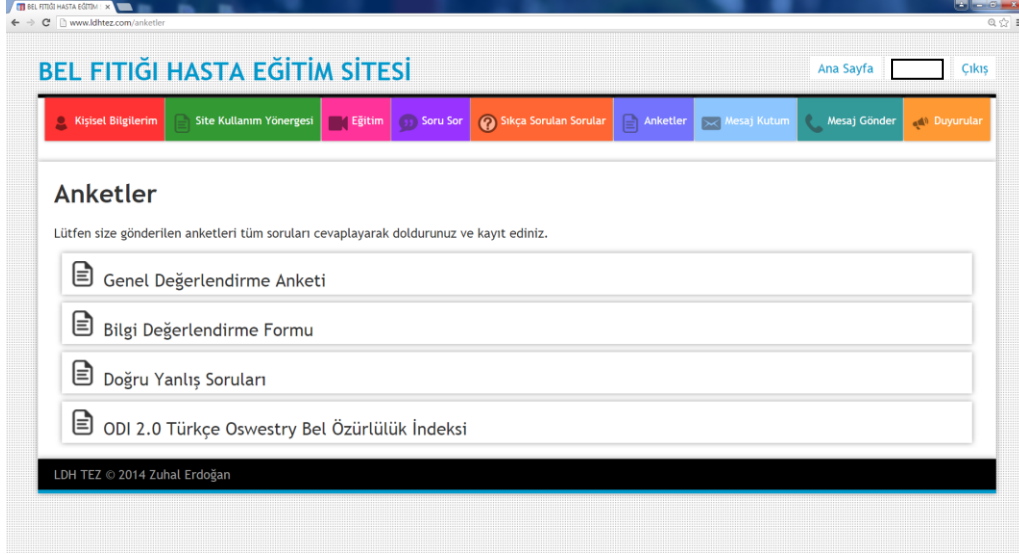 BEL FITIĞI HASTA EĞİTİM
www.ldhtez.com/anketler
BEL FITIĞI HASTA EĞİTİM SİTESİ
Ana Sayfa Çıkış
Kişisel Bilgilerim Site Kullanım Yönergesi Eğitim Soru Sor Sıkça Sorulan Sorular Anketler Mesaj Kutum Mesaj Gönder Duyurular
Anketler
Lütfen size gönderilen anketleri tüm soruları cevaplayarak doldurunuz ve kayıt ediniz.
Genel Değerlendirme Anketi
Bilgi Değerlendirme Formu
Doğru Yanlış Soruları
ODI 2.0 Türkçe Oswestry Bel Özürlülük İndeksi
LDH TEZ © 2014 Zuhal Erdoğan